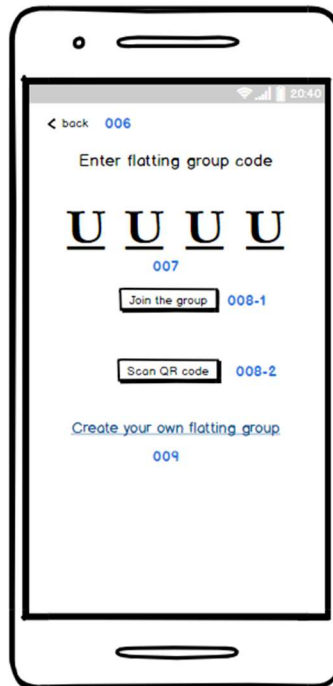 20:40
< back 006
Enter flatting group code
U U U U
007
Join the group 008-1
Scan QR code 008-2
Create your own flatting group
009